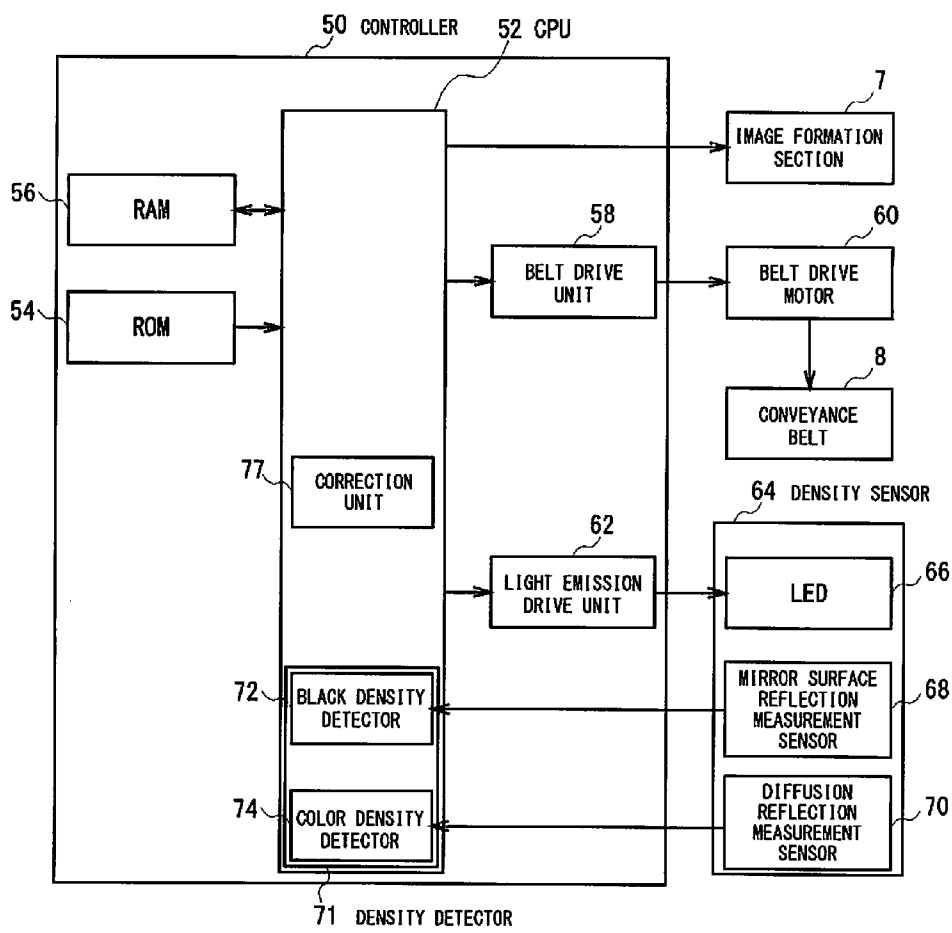 50 CONTROLLER
52 CPU
7
IMAGE FORMATION
SECTION
56
RAM
58
60
BELT DRIVE
UNIT
BELT DRIVE
MOTOR
54
ROM
8
CONVEYANCE
BELT
77
CORRECTION
UNIT
64 DENSITY SENSOR
62
LIGHT EMISSION
DRIVE UNIT
LED
66
72
BLACK DENSITY
DETECTOR
MIRROR SURFACE
REFLECTION
MEASUREMENT
SENSOR
68
74
COLOR DENSITY
DETECTOR
DIFFUSION
REFLECTION
MEASUREMENT
SENSOR
70
71 DENSITY DETECTOR